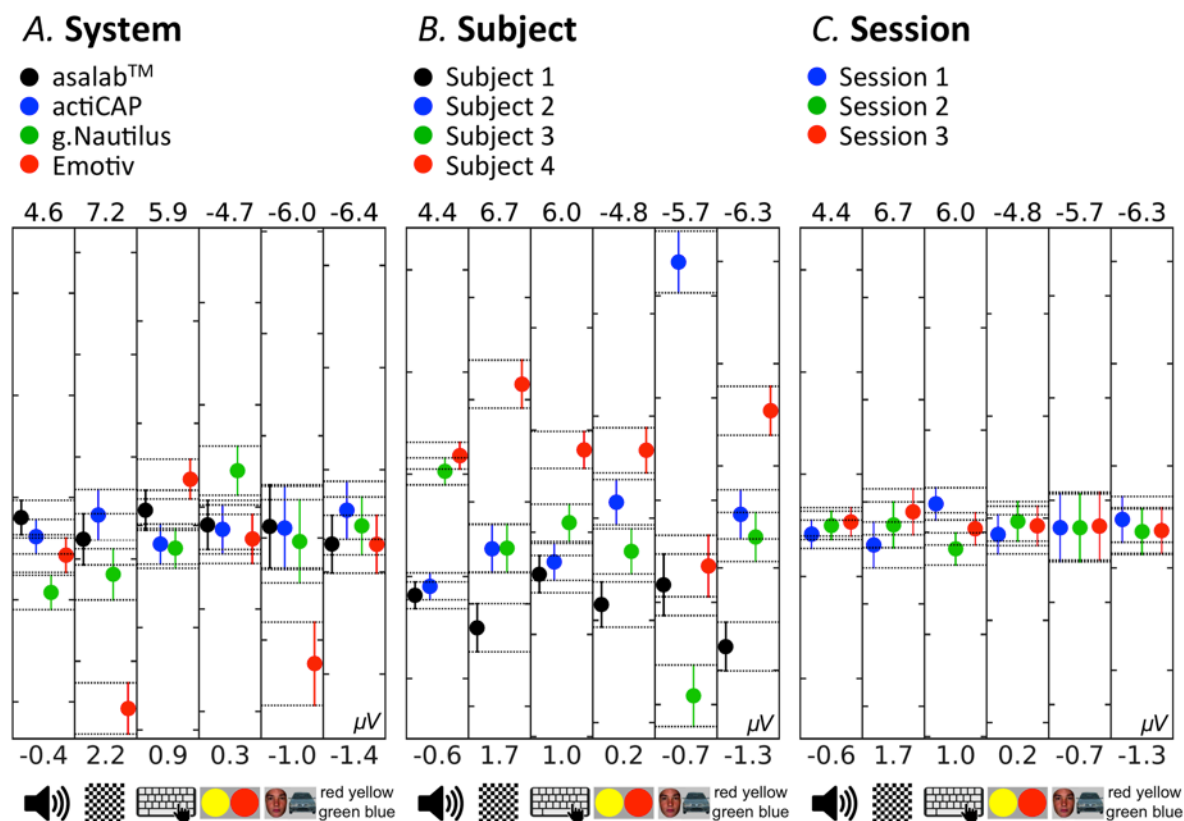 A. System
asalab™
actiCAP
g.Nautilus
Emotiv
4.6 7.2 5.9 -4.7 -6.0 -6.4
µV
-0.4 2.2 0.9 0.3 -1.0 -1.4
red yellow
green blue
B. Subject
Subject 1
Subject 2
Subject 3
Subject 4
4.4 6.7 6.0 -4.8 -5.7 -6.3
µV
-0.6 1.7 1.0 0.2 -0.7 -1.3
red yellow
green blue
C. Session
Session 1
Session 2
Session 3
4.4 6.7 6.0 -4.8 -5.7 -6.3
µV
-0.6 1.7 1.0 0.2 -0.7 -1.3
red yellow
green blue